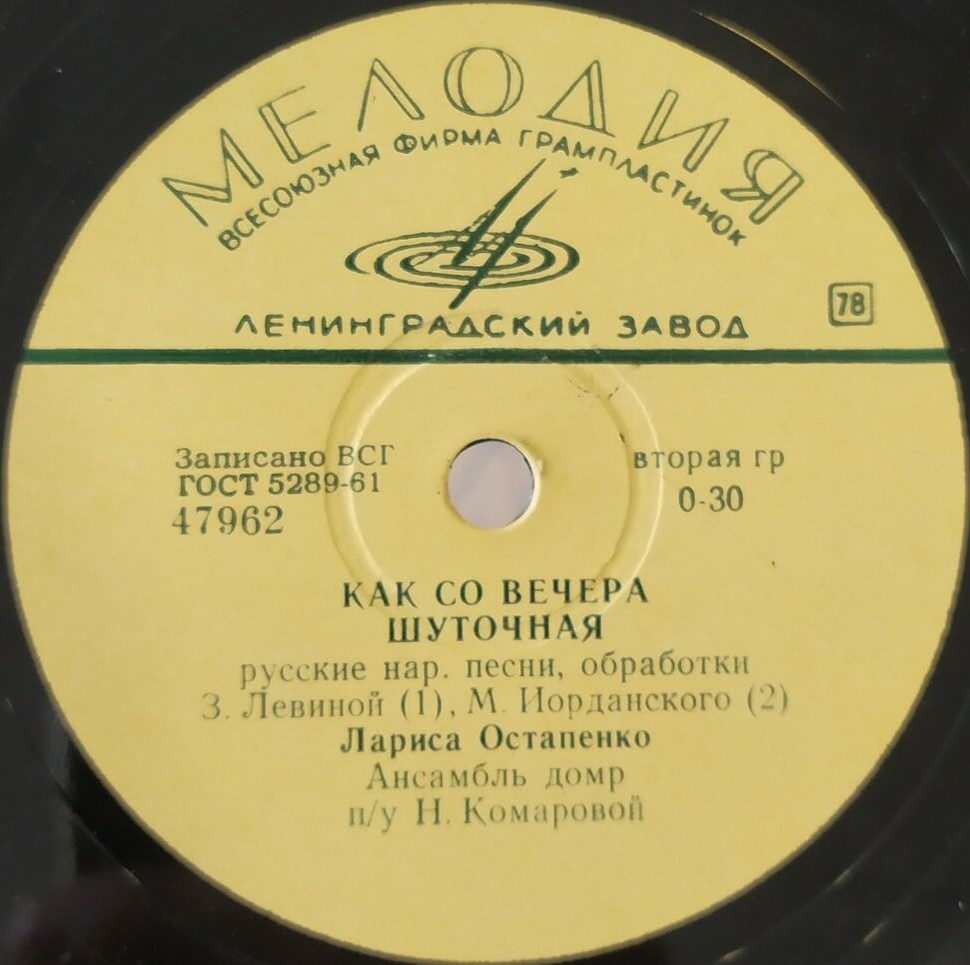 МЕЛОДИЯ
ВСЕСОЮЗНАЯ ФИРМА ГРАМПЛАСТИНОК
ЛЕНИНГРАДСКИЙ ЗАВОД
78
Записано ВСГ
ГОСТ 5289-61
47962
вторая гр
0-30
КАК СО ВЕЧЕРА
ШУТОЧНАЯ
русские нар. песни, обработки
З. Левиной (1), М. Иорданского (2)
Лариса Остапенко
Ансамбль домр
п/у Н. Комаровой